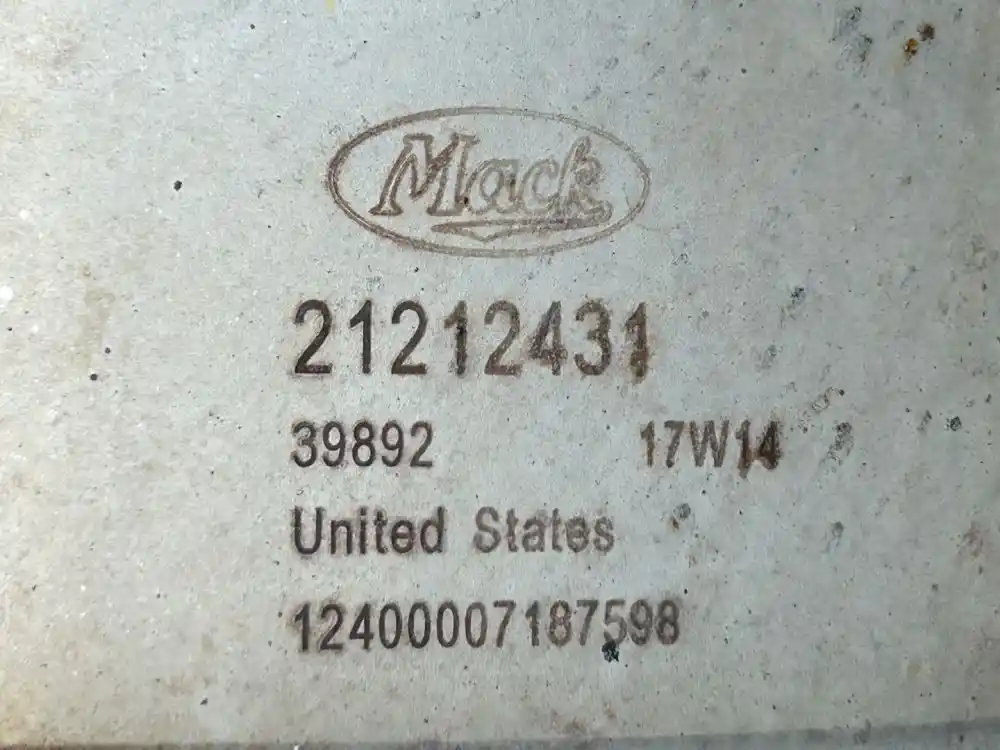 Mack
21212431
39892 17W14
United States
12400007187598